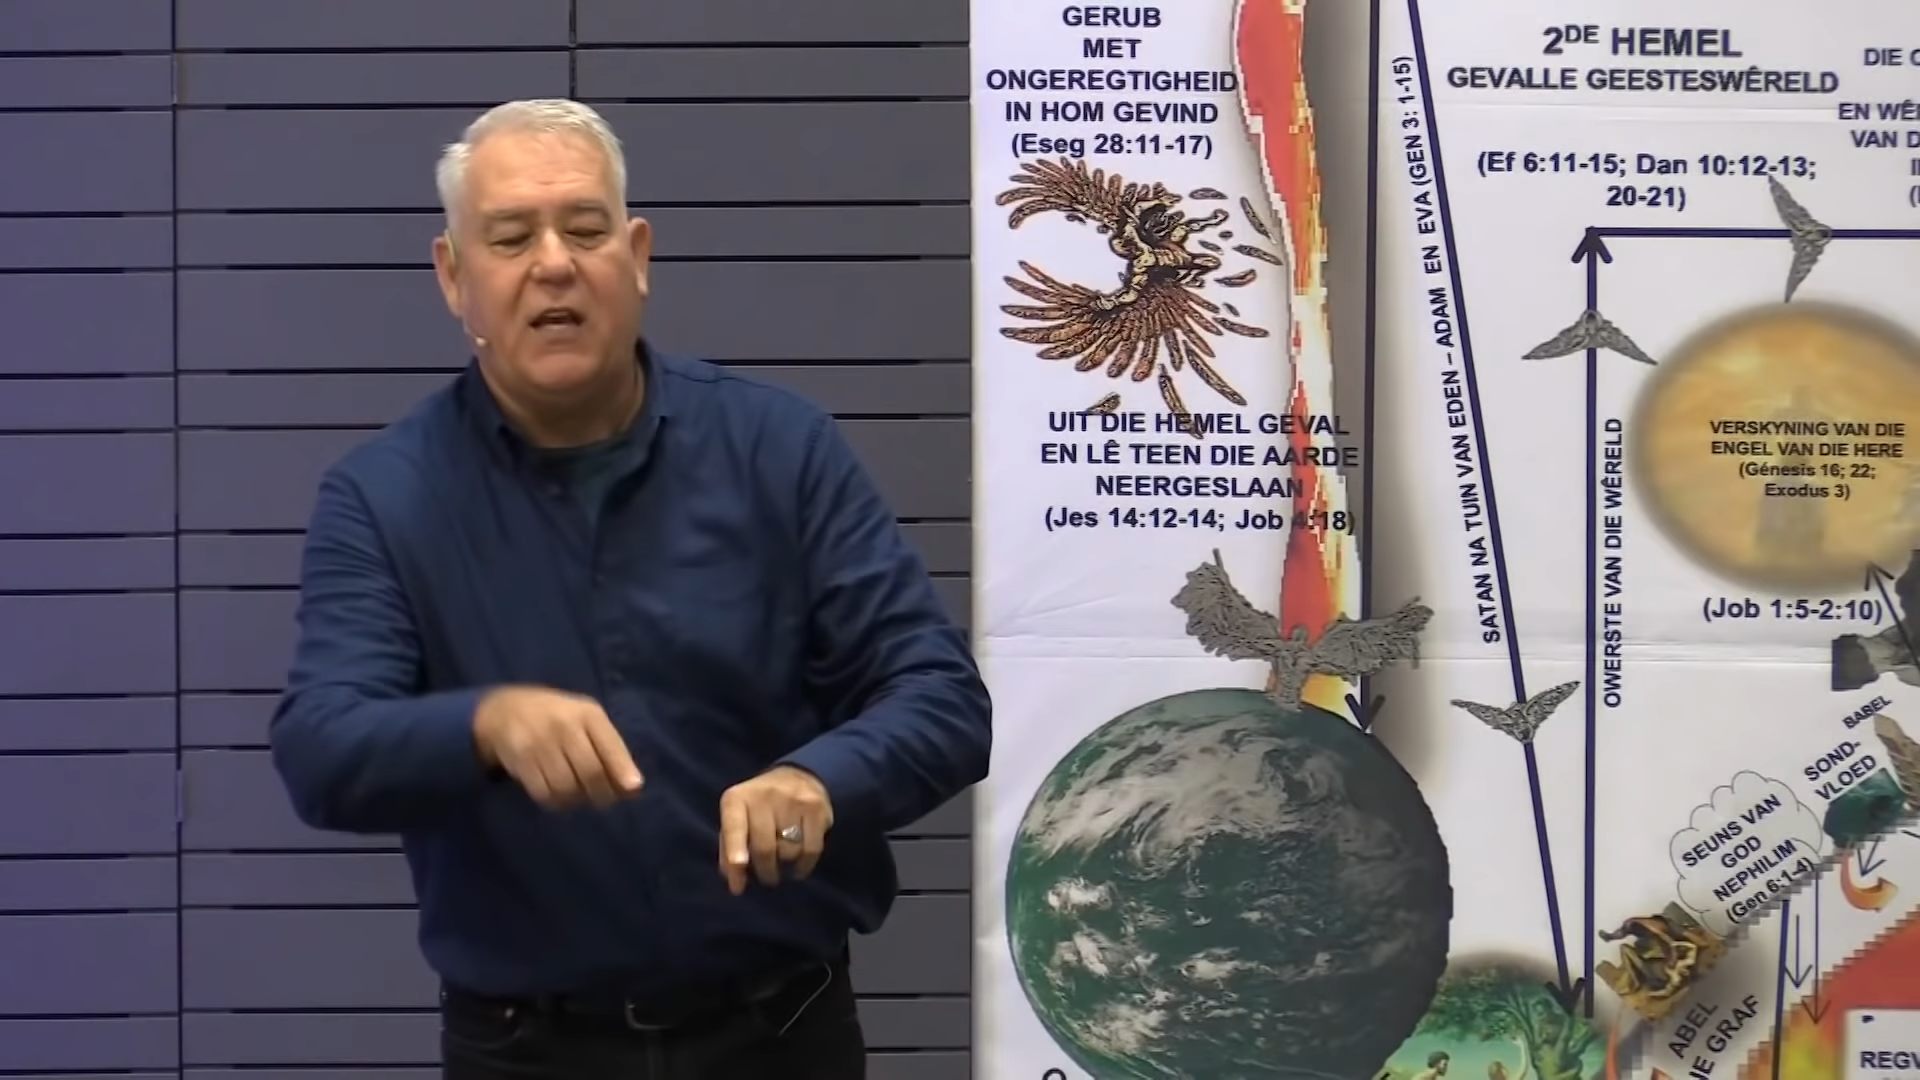 GERUB
MET
ONGEREGTIGHEID
IN HOM GEVIND
(Eseg 28:11-17)
UIT DIE HEMEL GEVAL
EN LÊ TEEN DIE AARDE
NEERGESLAAN
(Jes 14:12-14; Job 4:18)
SATAN NA TUIN VAN EDEN – ADAM EN EVA (GEN 3: 1-15)
2DE HEMEL
GEVALLE GEESTESWÊRELD
(Ef 6:11-15; Dan 10:12-13;
20-21)
OWERSTE VAN DIE WÊRELD
DIE
EN
VAN
VERSKYNING VAN DIE
ENGEL VAN DIE HERE
(Génesis 16; 22;
Exodus 3)
(Job 1:5-2:10)
BABEL
SOND-
VLOED
SEUNS VAN
GOD
NEPHILIM
(Gen 6:1-4)
ABEL
GRAF